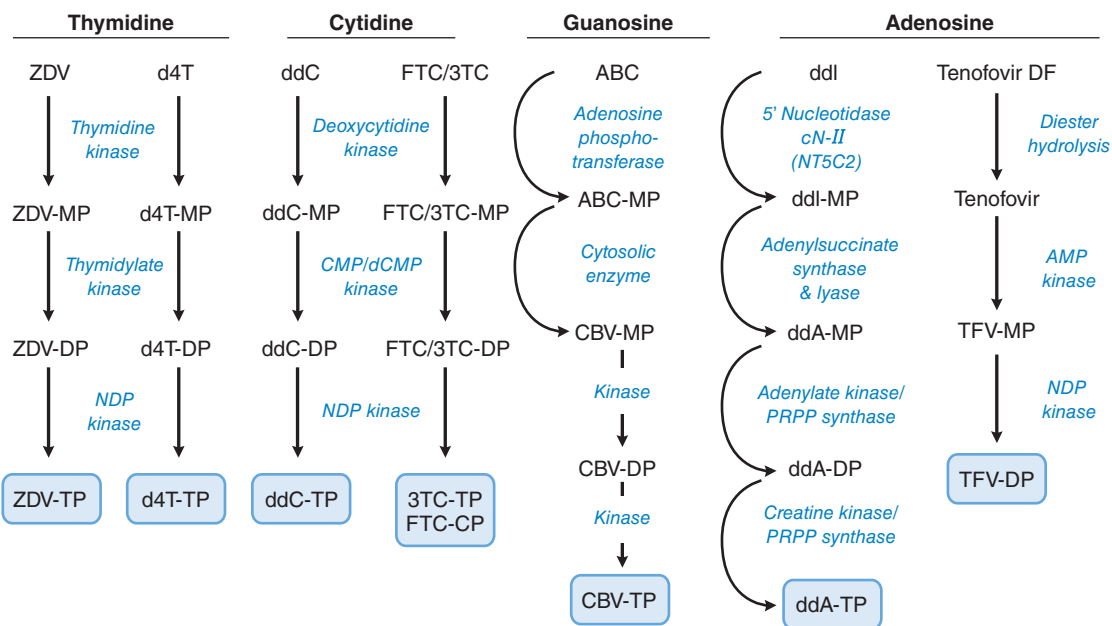 Thymidine
ZDV
d4T
Thymidine
kinase
ZDV-MP
d4T-MP
Thymidylate
kinase
ZDV-DP
d4T-DP
NDP
kinase
ZDV-TP
d4T-TP
Cytidine
ddC
FTC/3TC
Deoxycytidine
kinase
ddC-MP
FTC/3TC-MP
CMP/dCMP
kinase
ddC-DP
FTC/3TC-DP
NDP kinase
ddC-TP
3TC-TP
FTC-CP
Guanosine
ABC
Adenosine
phospho-
transferase
ABC-MP
Cytosolic
enzyme
CBV-MP
Kinase
CBV-DP
Kinase
CBV-TP
Adenosine
ddI
5' Nucleotidase
cN-II
(NT5C2)
ddI-MP
Adenylsuccinate
synthase
& lyase
ddA-MP
Adenylate kinase/
PRPP synthase
ddA-DP
Creatine kinase/
PRPP synthase
ddA-TP
Tenofovir DF
Diester
hydrolysis
Tenofovir
AMP
kinase
TFV-MP
NDP
kinase
TFV-DP